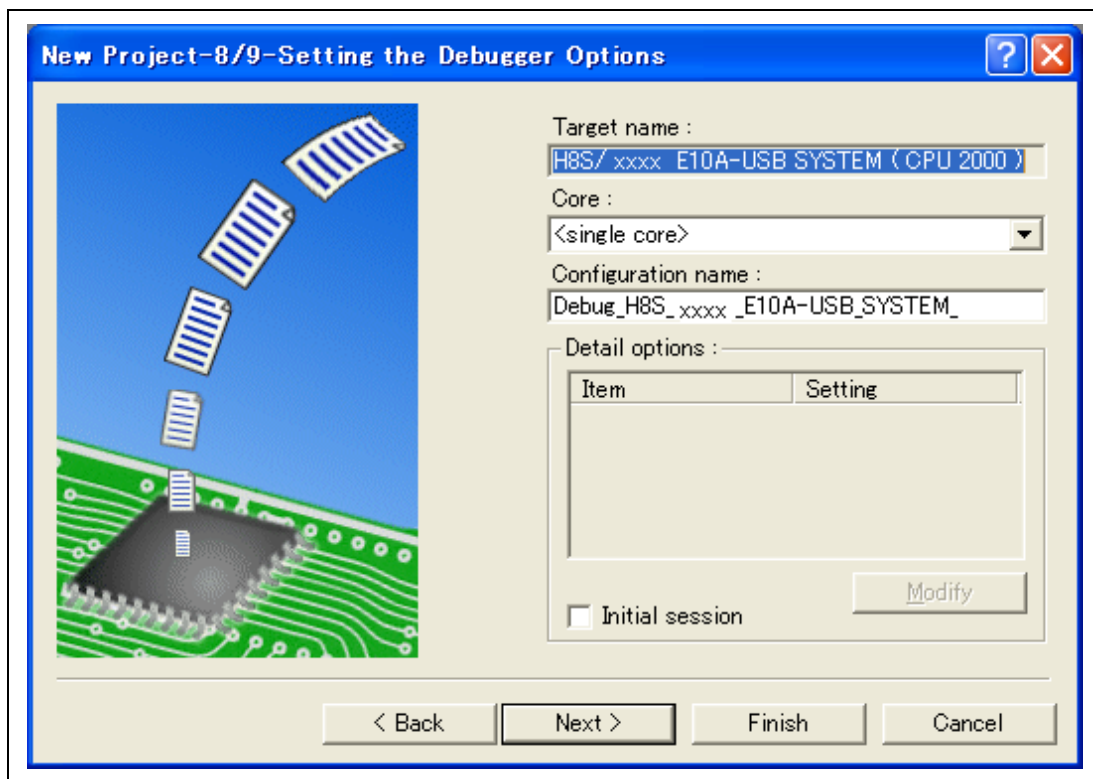 New Project-8/9-Setting the Debugger Options
Target name :
H8S/ xxxx E10A-USB SYSTEM ( CPU 2000 )
Core :
<single core>
Configuration name :
Debug_H8S_ xxxx _E10A-USB_SYSTEM_
Detail options :
Item Setting
Modify
Initial session
< Back Next > Finish Cancel